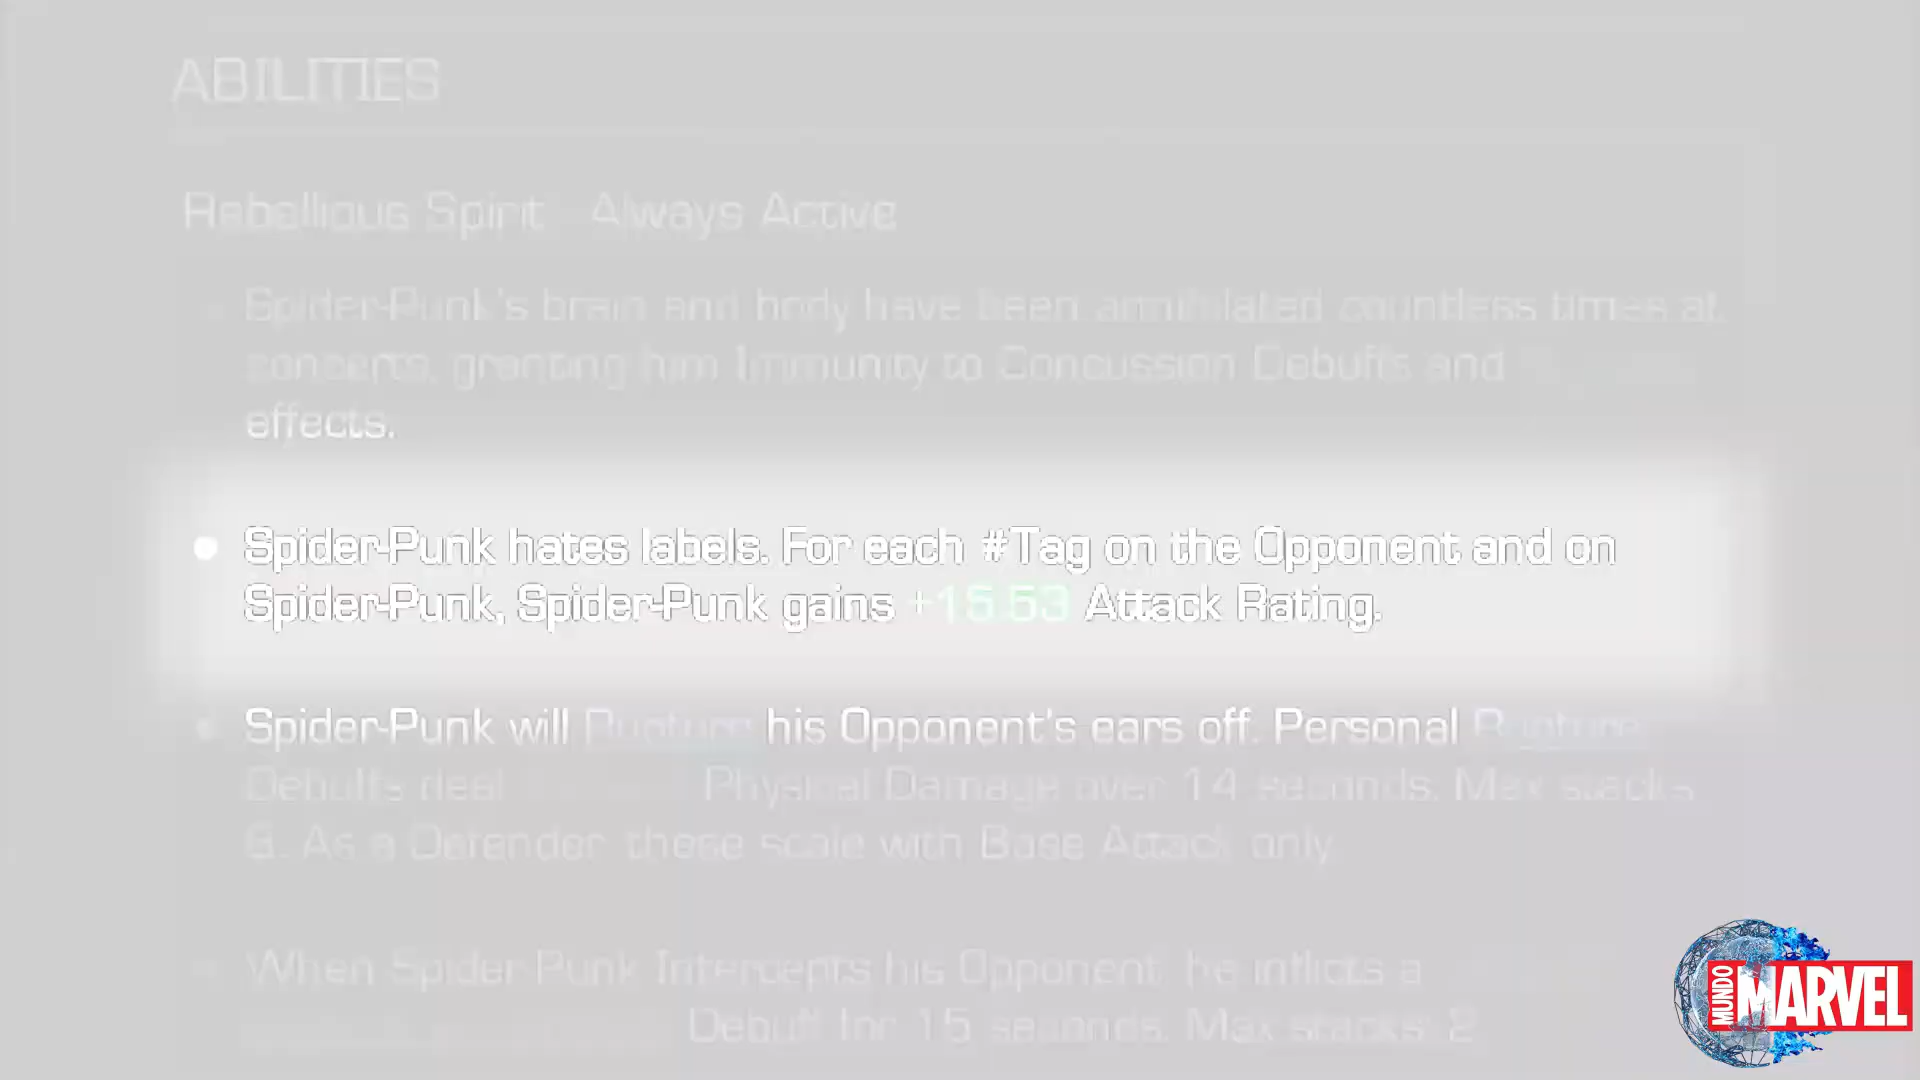 ABILITIES
Rebellious Spirit - Always Active
Spider-Punk's brain and body have been annihilated countless times at
concerts, granting him Immunity to Concussion Debuffs and
effects.
• Spider-Punk hates labels. For each #Tag on the Opponent and on
Spider-Punk, Spider-Punk gains +15.53 Attack Rating.
• Spider-Punk will Rupture his Opponent's ears off. Personal Rupture
Debuffs deal Physical Damage over 14 seconds. Max stacks
6. As a Defender these scale with Base Attack only
When Spider-Punk Intercepts his Opponent, he inflicts a
Debuff for 15 seconds. Max stacks: 2
MUNDO MARVEL